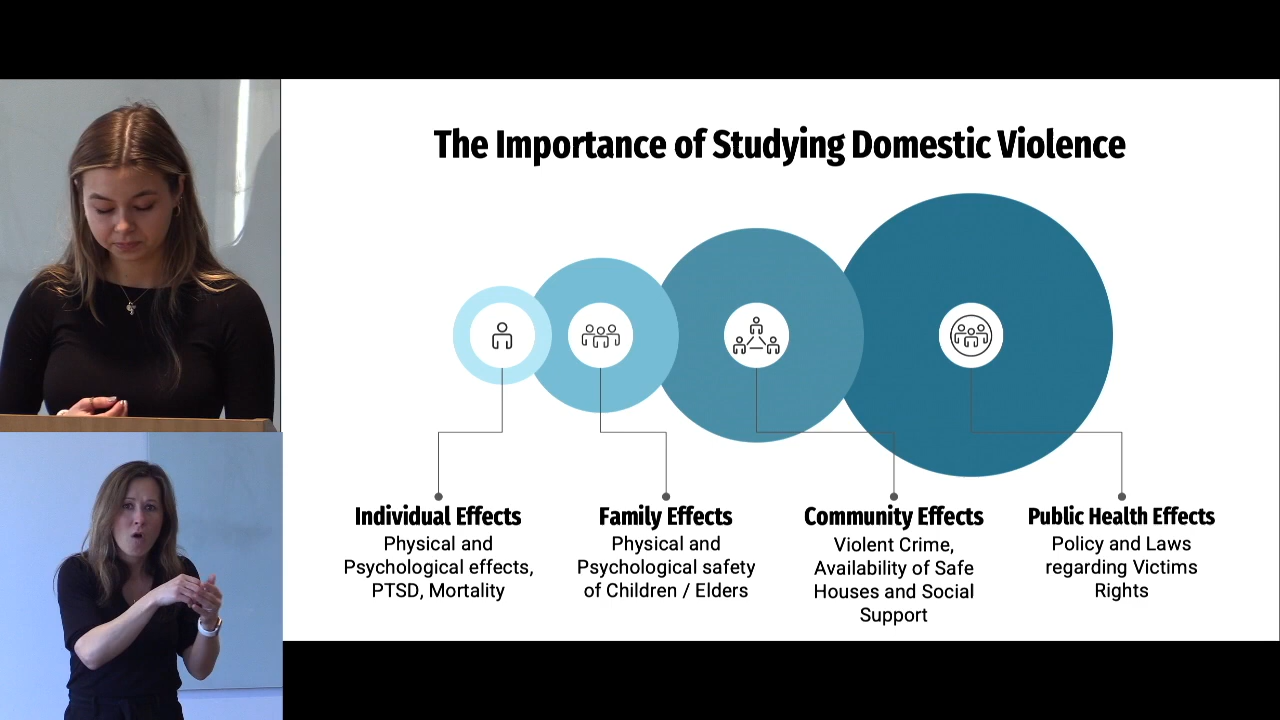 The Importance of Studying Domestic Violence
Individual Effects
Physical and
Psychological effects,
PTSD, Mortality
Family Effects
Physical and
Psychological safety
of Children / Elders
Community Effects
Violent Crime,
Availability of Safe
Houses and Social
Support
Public Health Effects
Policy and Laws
regarding Victims
Rights